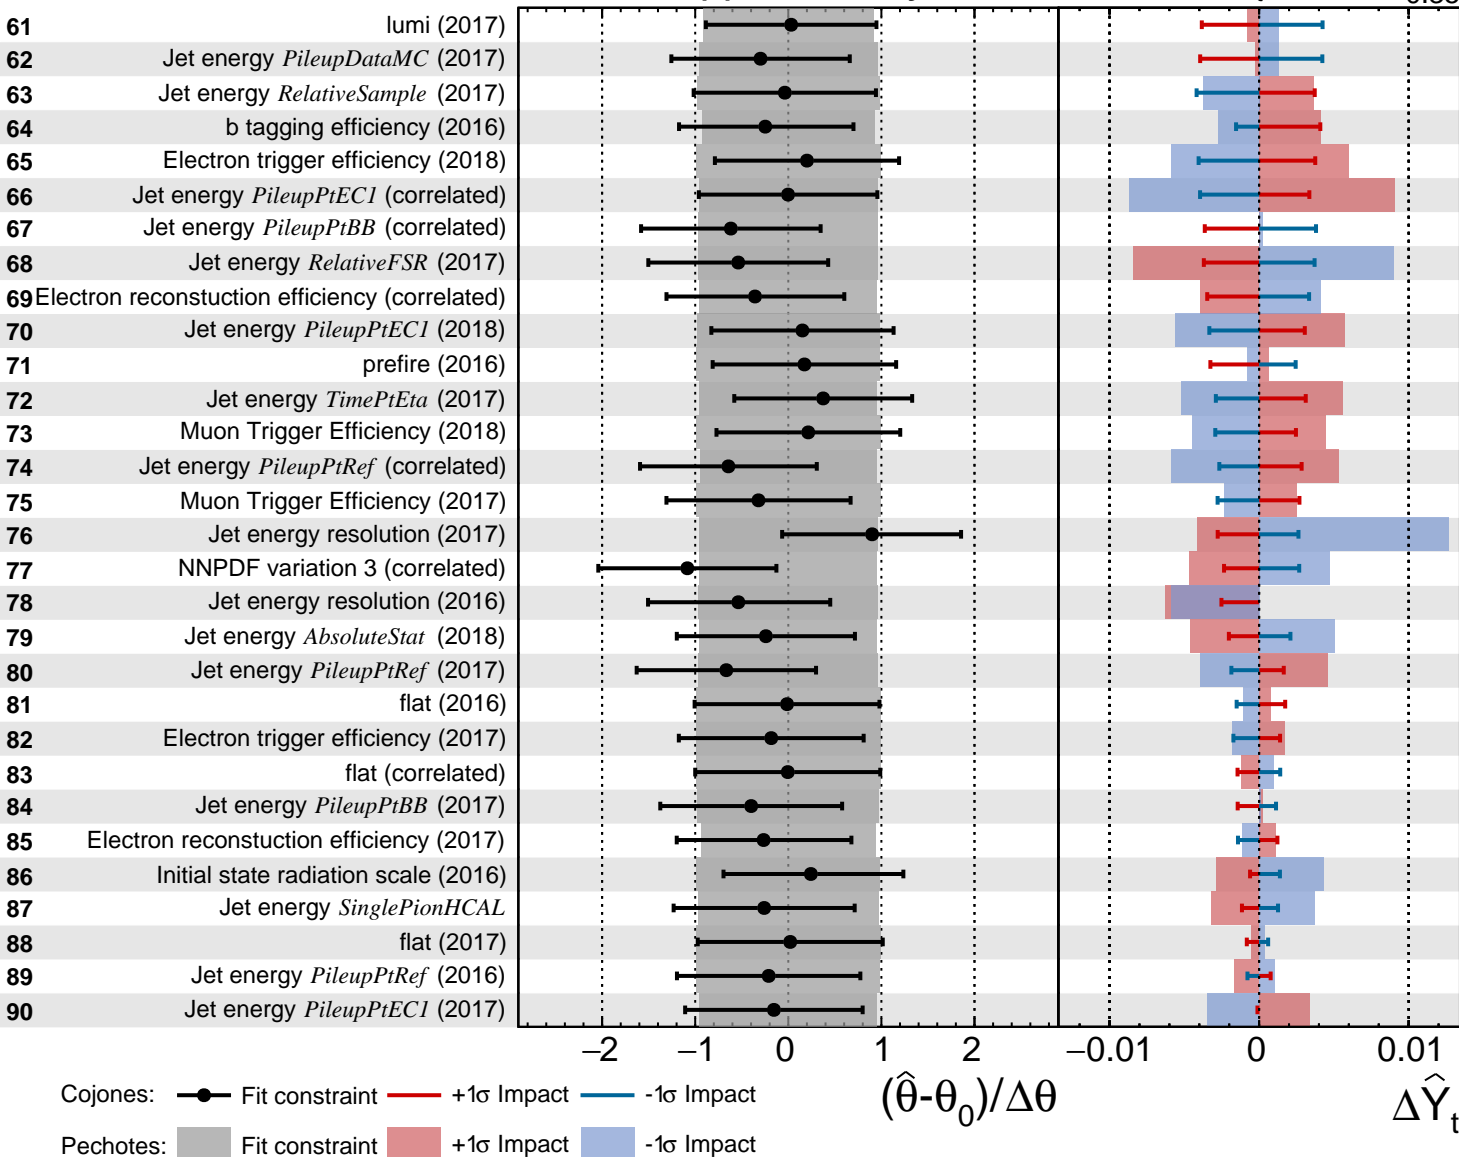 61 lumi (2017)
62 Jet energy PileupDataMC (2017)
63 Jet energy RelativeSample (2017)
64 b tagging efficiency (2016)
65 Electron trigger efficiency (2018)
66 Jet energy PileupPtEC1 (correlated)
67 Jet energy PileupPtBB (correlated)
68 Jet energy RelativeFSR (2017)
69 Electron reconstuction efficiency (correlated)
70 Jet energy PileupPtEC1 (2018)
71 prefire (2016)
72 Jet energy TimePtEta (2017)
73 Muon Trigger Efficiency (2018)
74 Jet energy PileupPtRef (correlated)
75 Muon Trigger Efficiency (2017)
76 Jet energy resolution (2017)
77 NNPDF variation 3 (correlated)
78 Jet energy resolution (2016)
79 Jet energy AbsoluteStat (2018)
80 Jet energy PileupPtRef (2017)
81 flat (2016)
82 Electron trigger efficiency (2017)
83 flat (correlated)
84 Jet energy PileupPtBB (2017)
85 Electron reconstuction efficiency (2017)
86 Initial state radiation scale (2016)
87 Jet energy SinglePionHCAL
88 flat (2017)
89 Jet energy PileupPtRef (2016)
90 Jet energy PileupPtEC1 (2017)
−2 −1 0 1 2 −0.01 0 0.01
(θ̂-θ₀)/Δθ ΔŶₜ
Cojones: Fit constraint +1σ Impact -1σ Impact
Pechotes: Fit constraint +1σ Impact -1σ Impact